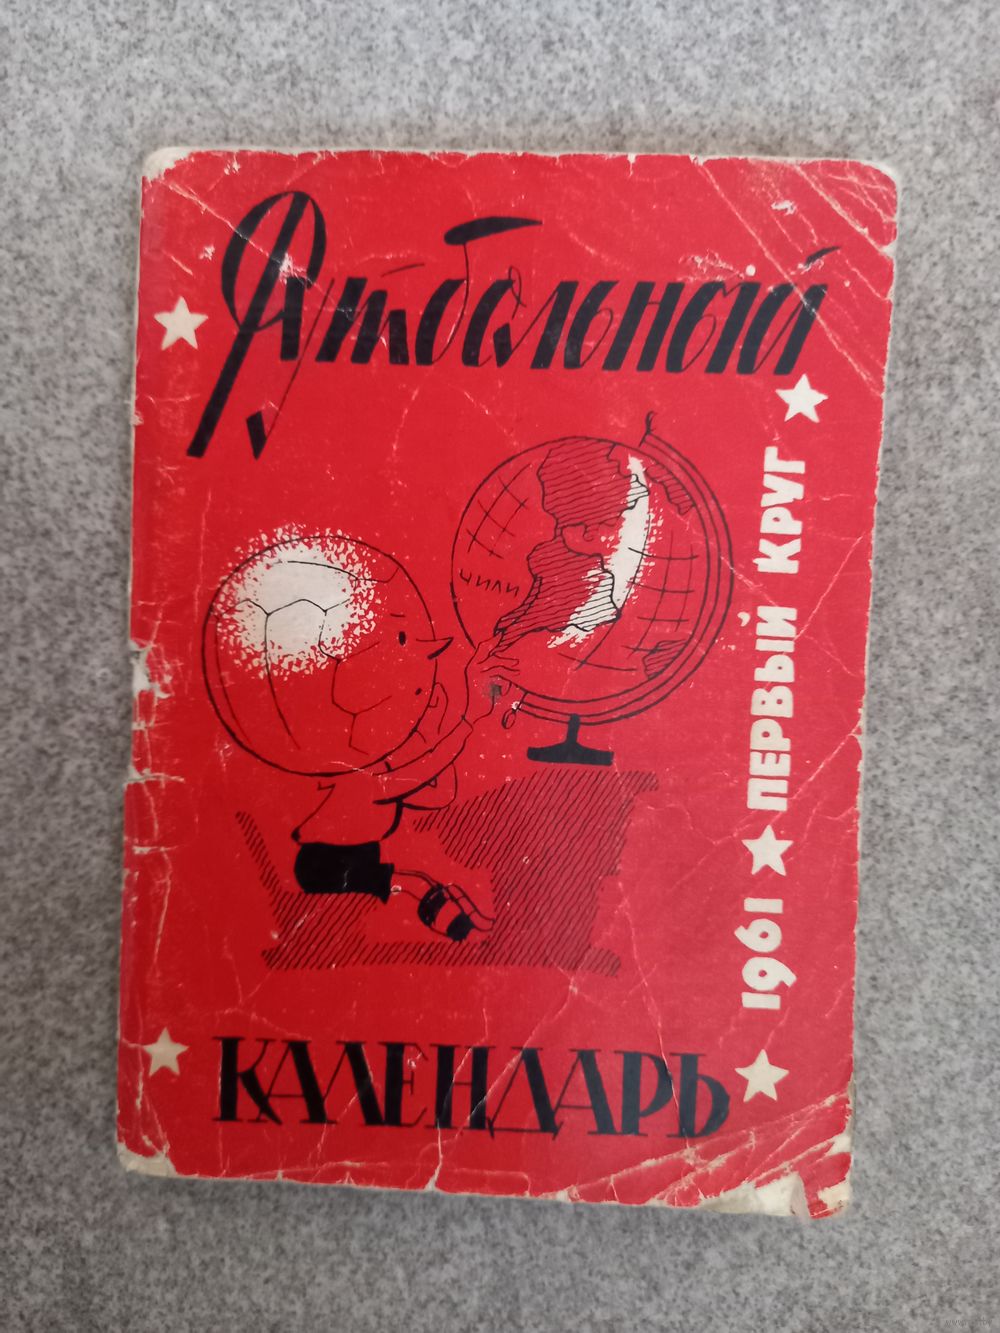 Футбольный
ЧИЛИ
1961 ★ ПЕРВЫЙ КРУГ
КАЛЕНДАРЬ